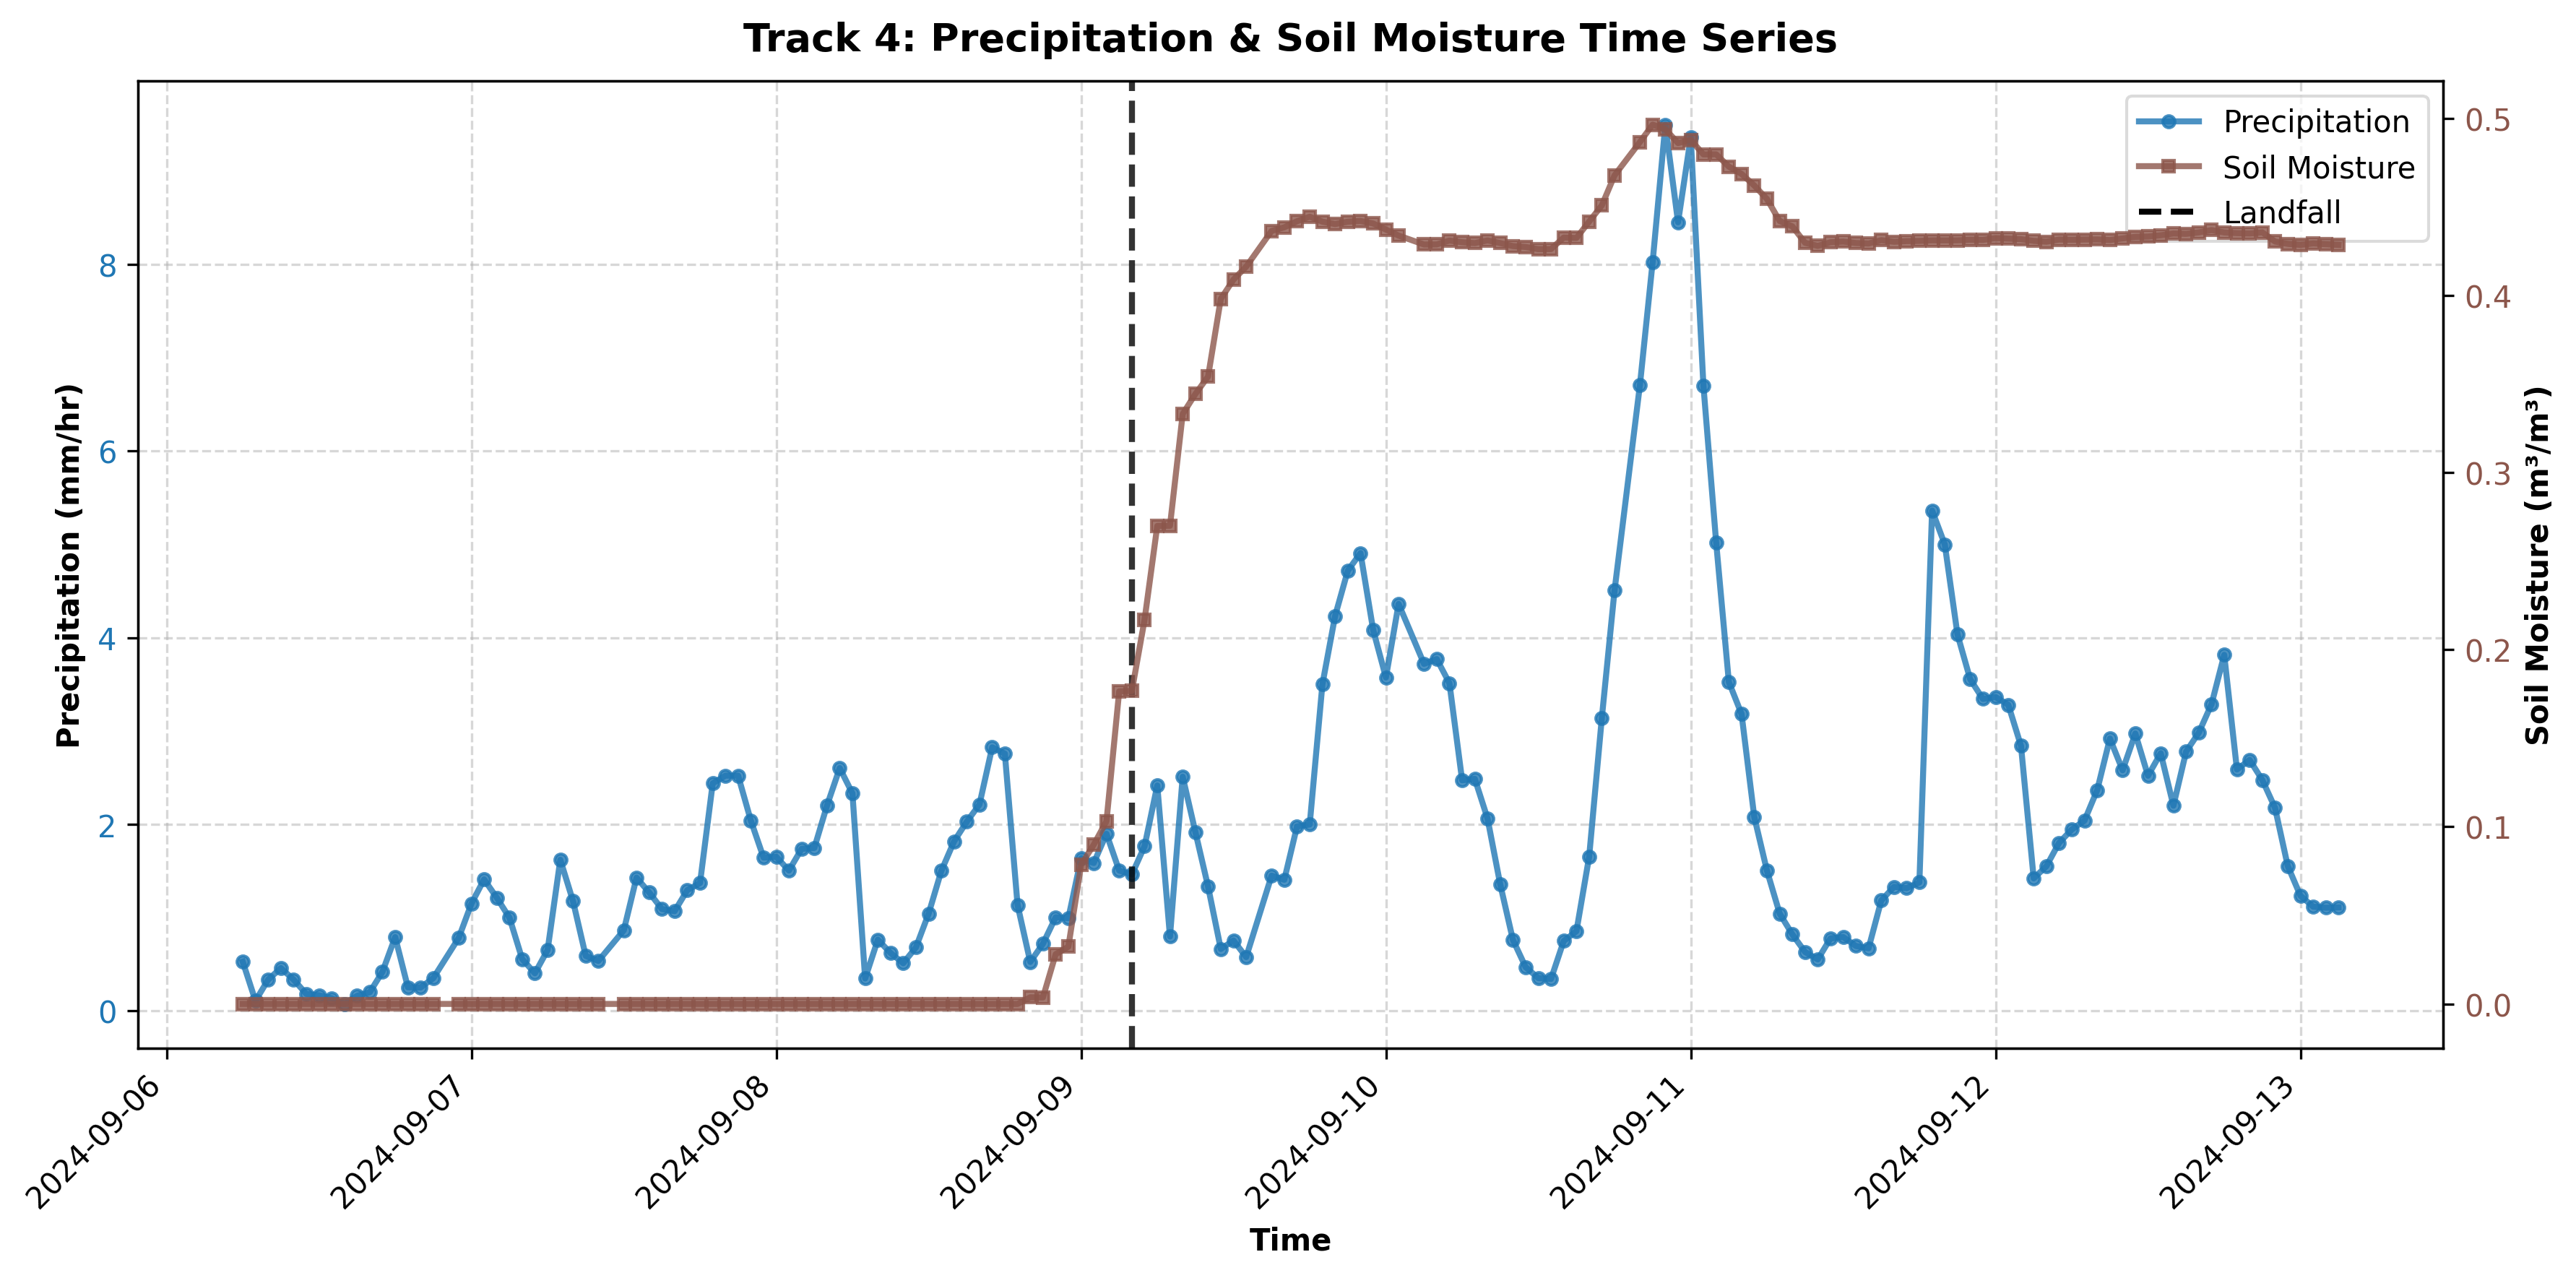 Track 4: Precipitation & Soil Moisture Time Series
Precipitation (mm/hr)
8
6
4
2
0
Precipitation
Soil Moisture
Landfall
0.5
0.4
0.3
0.2
0.1
0.0
Soil Moisture (m³/m³)
2024-09-06
2024-09-07
2024-09-08
2024-09-09
2024-09-10
2024-09-11
2024-09-12
2024-09-13
Time